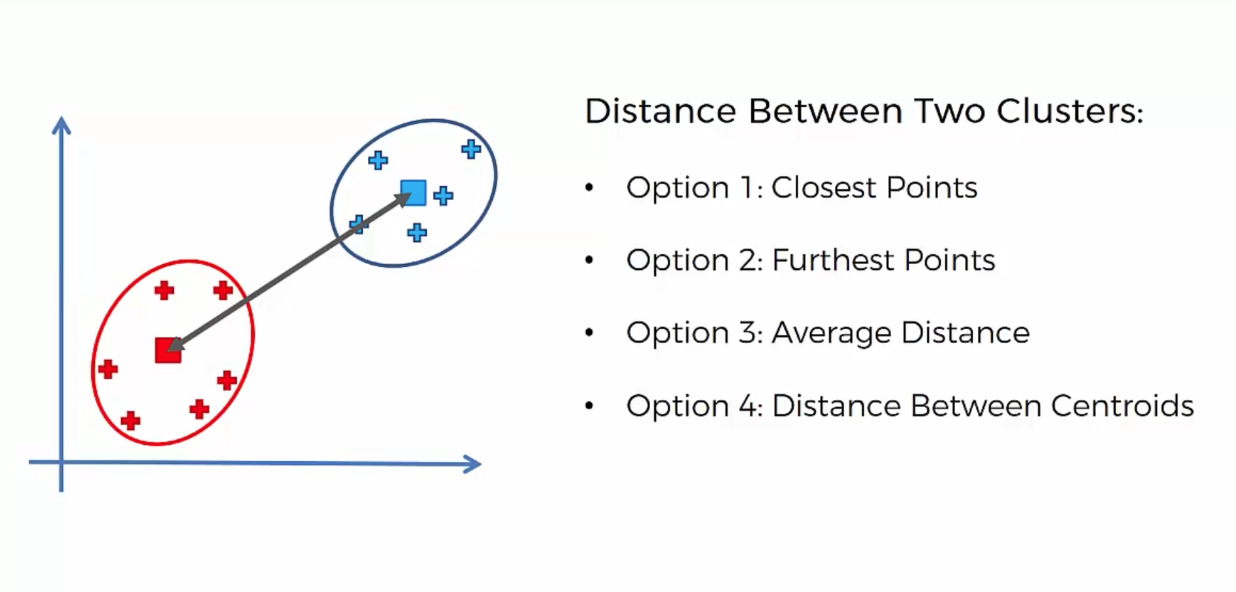 Distance Between Two Clusters:
• Option 1: Closest Points
• Option 2: Furthest Points
• Option 3: Average Distance
• Option 4: Distance Between Centroids